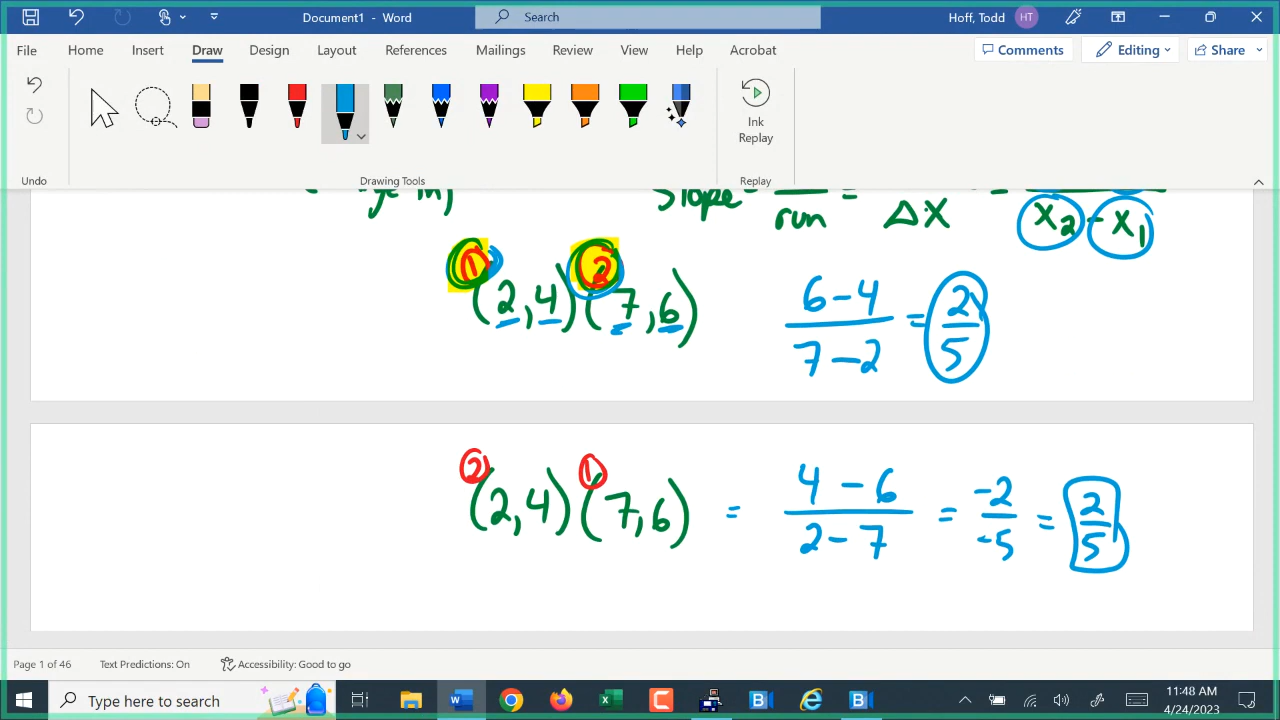 Document1 • Word
Search
Hoff, Todd
HT
File Home Insert Draw Design Layout References Mailings Review View Help Acrobat
Comments Editing Share
Ink
Replay
Undo
Drawing Tools
Replay
Slope = run = ΔX = X2 - X1
1 2
(2,4) (7,6)
6-4
7-2
= 2
5
2 1
(2,4) (7,6) =
4 - 6
2 - 7
= -2
-5
= 2
5
Page 1 of 46 Text Predictions: On Accessibility: Good to go
Type here to search
11:48 AM
4/24/2023